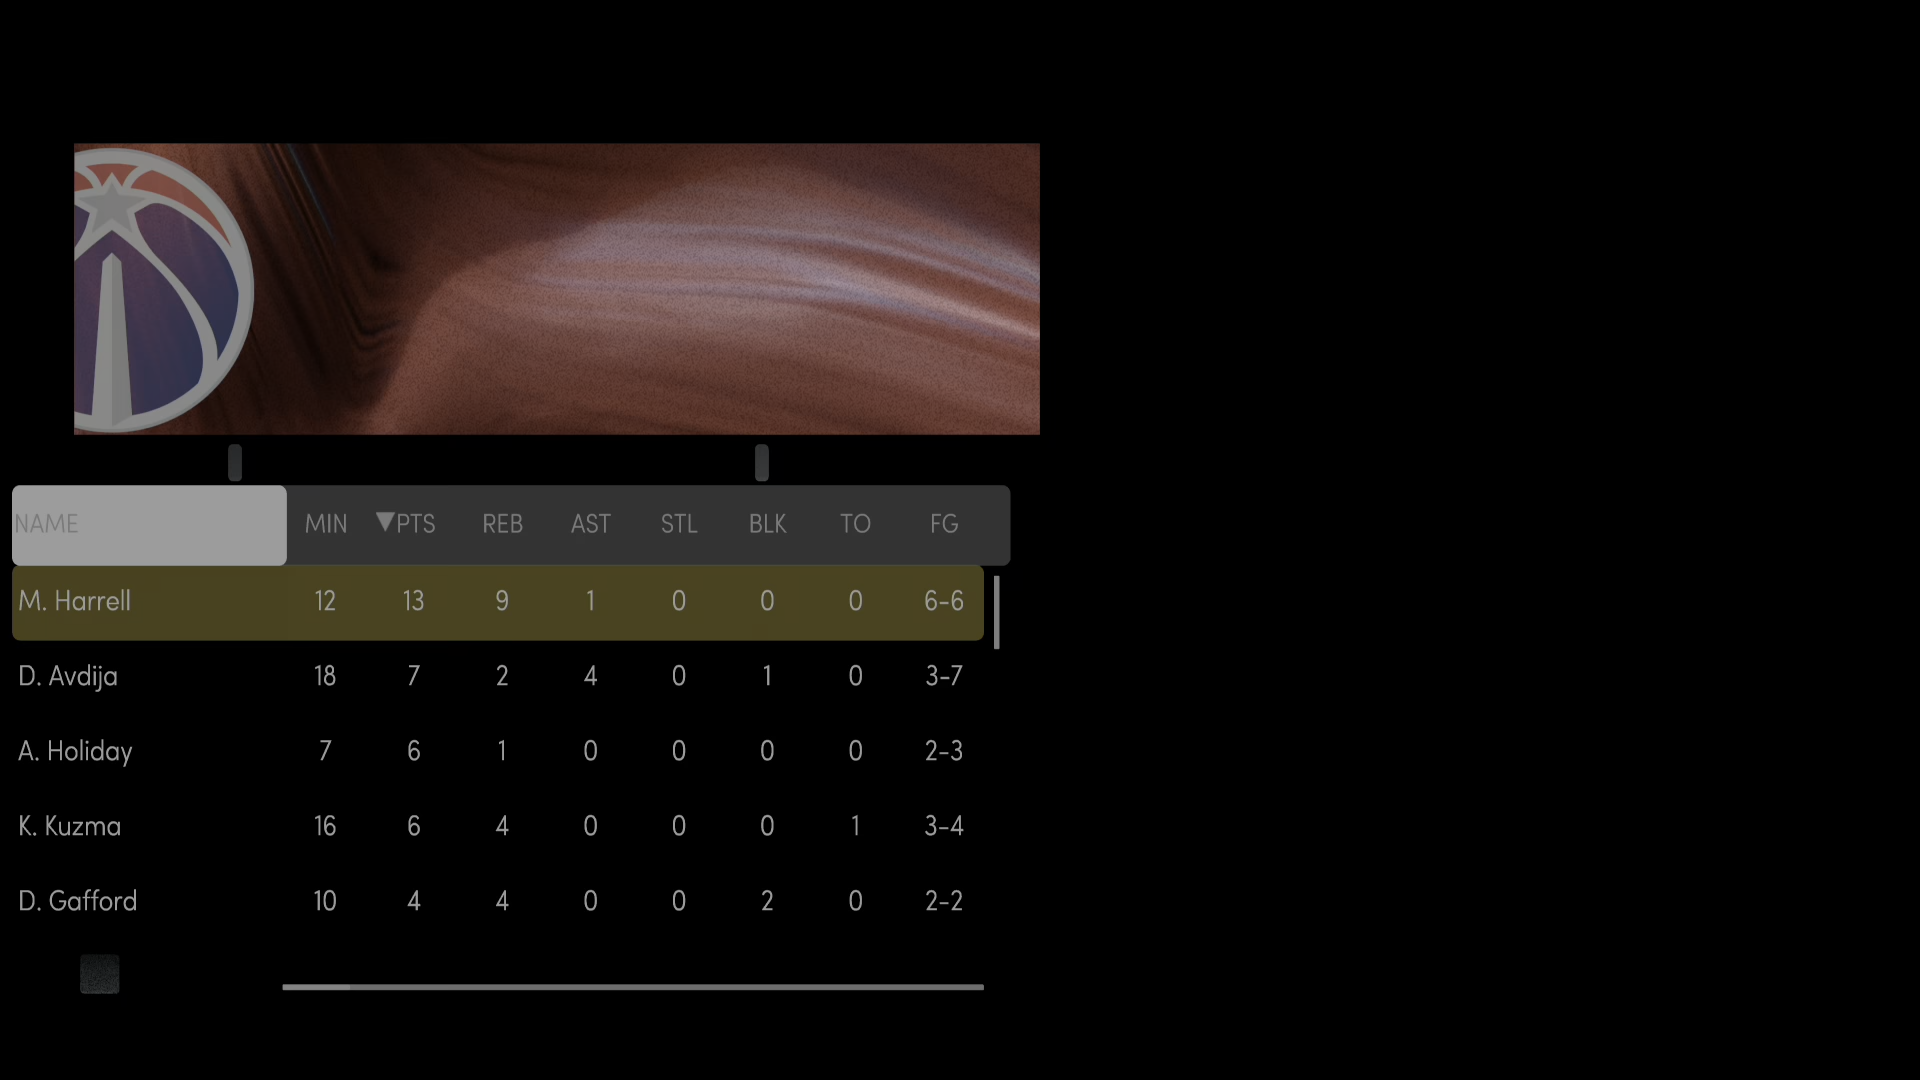 NAME MIN ▼PTS REB AST STL BLK TO FG
M. Harrell 12 13 9 1 0 0 0 6-6
D. Avdija 18 7 2 4 0 1 0 3-7
A. Holiday 7 6 1 0 0 0 0 2-3
K. Kuzma 16 6 4 0 0 0 1 3-4
D. Gafford 10 4 4 0 0 2 0 2-2